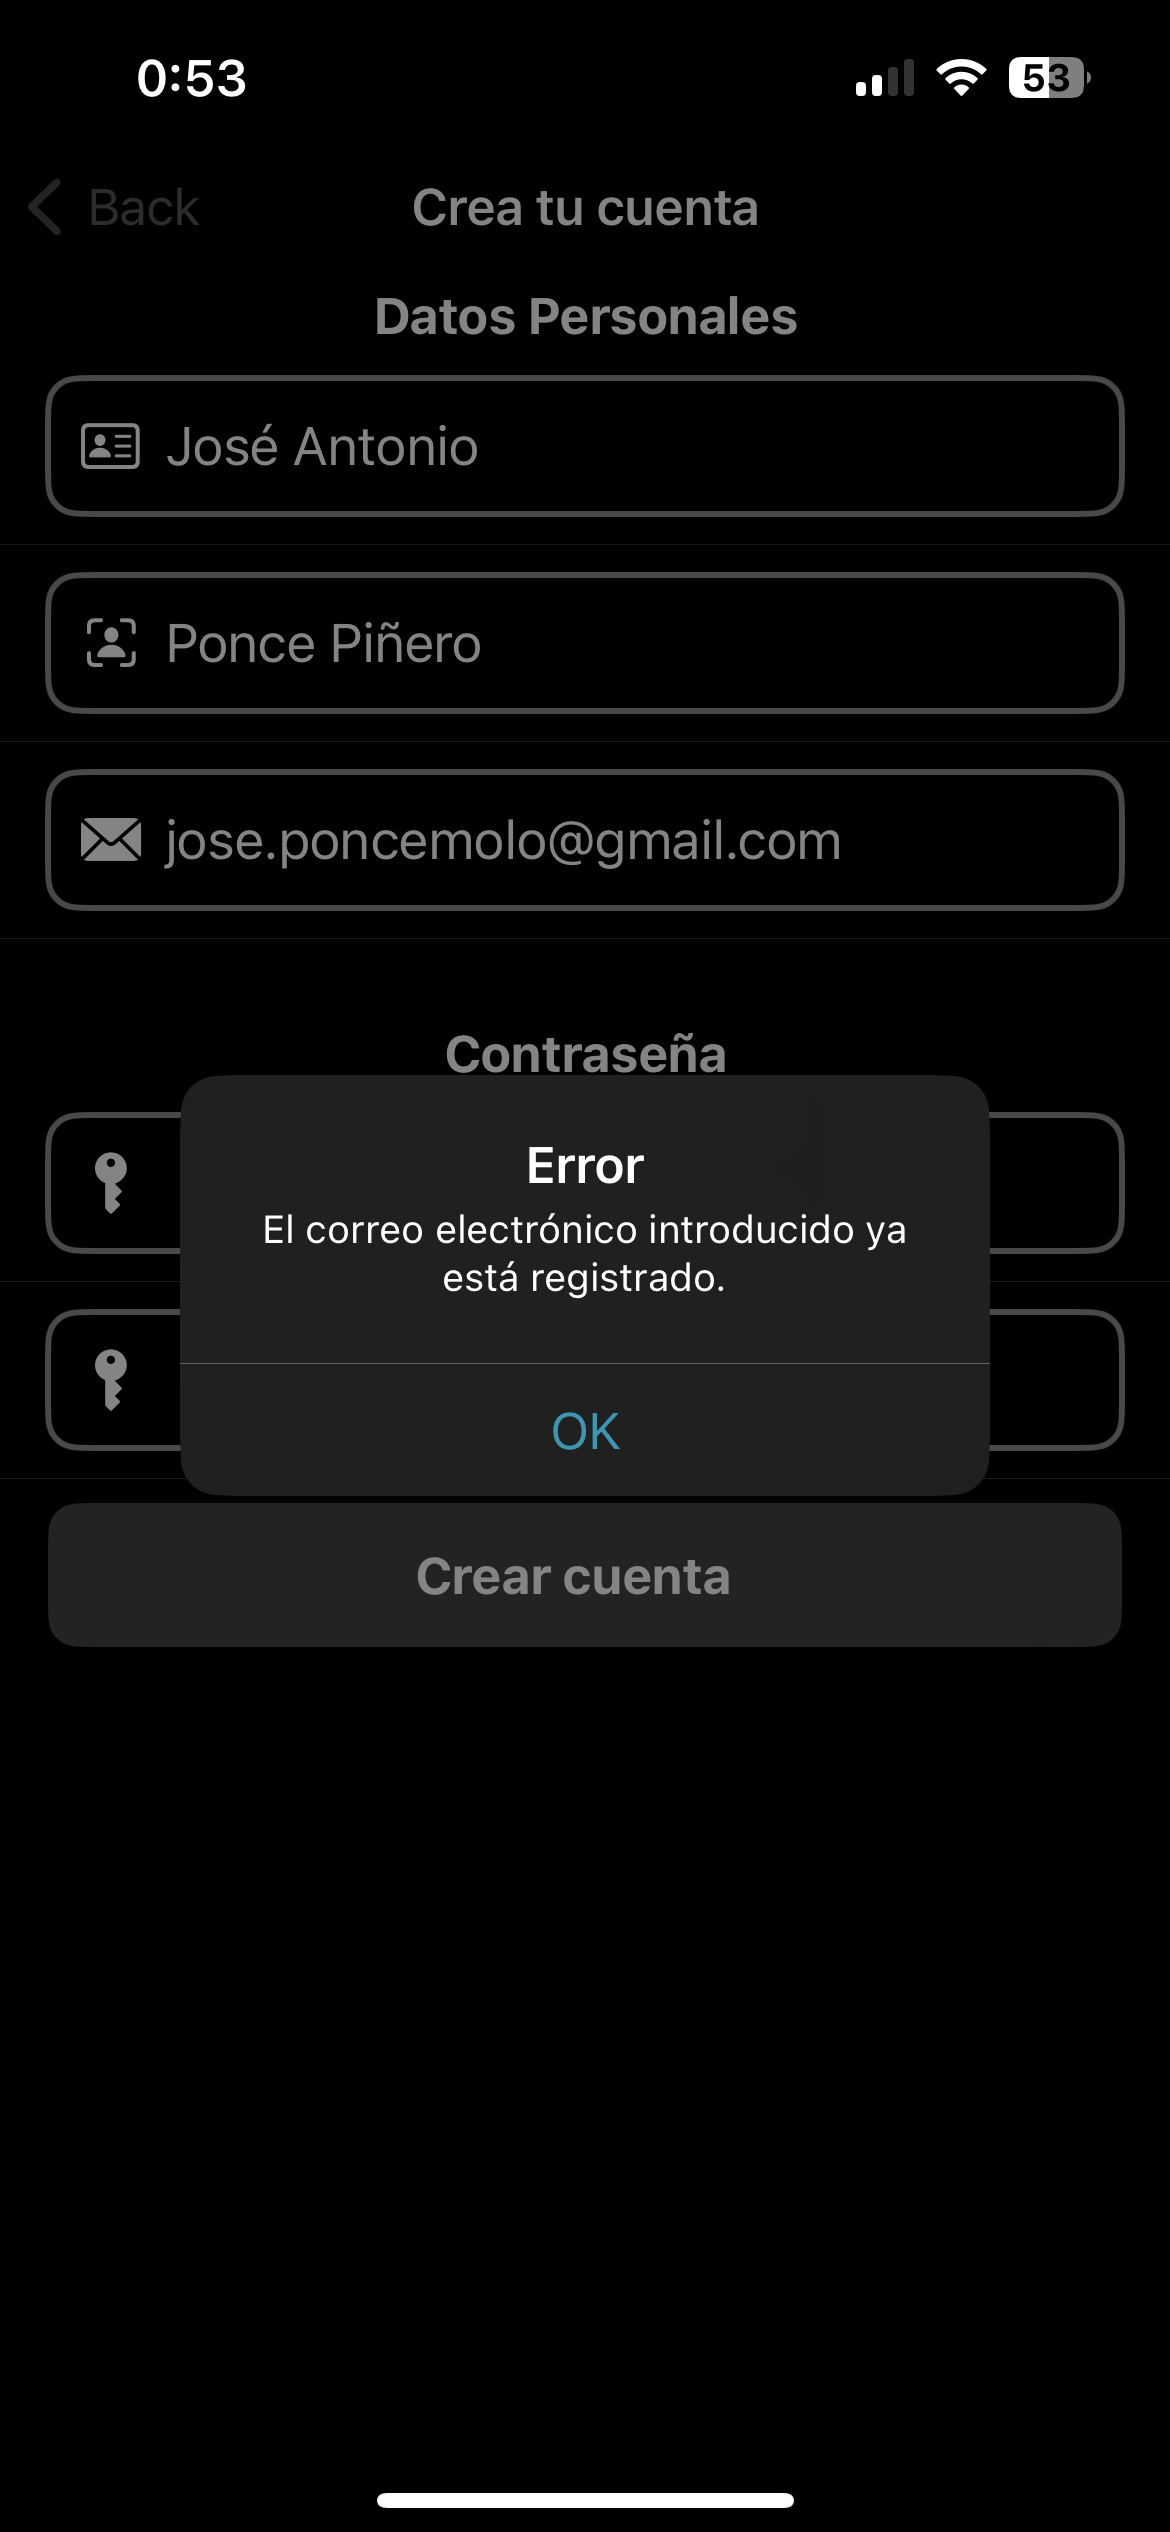 0:53
53
Back
Crea tu cuenta
Datos Personales
José Antonio
Ponce Piñero
jose.poncemolo@gmail.com
Contraseña
Error
El correo electrónico introducido ya
está registrado.
OK
Crear cuenta